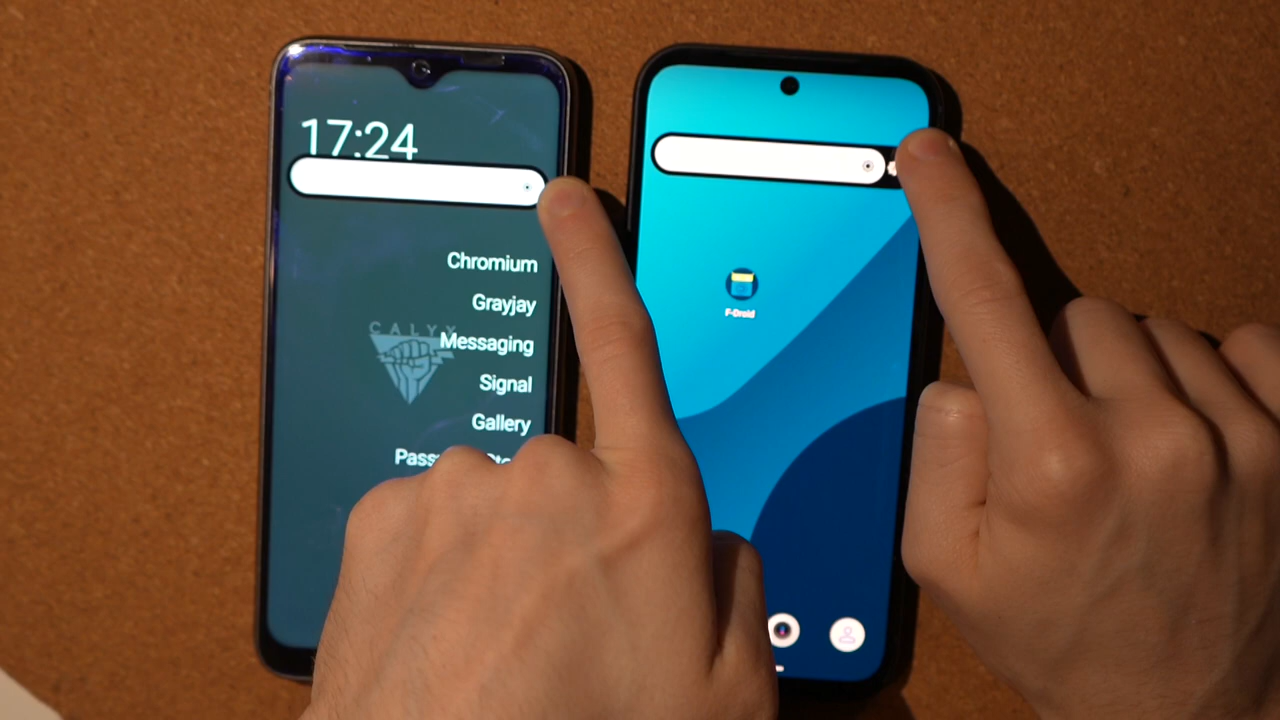 17:24
CALYX
Chromium
Grayjay
Messaging
Signal
Gallery
F-Droid